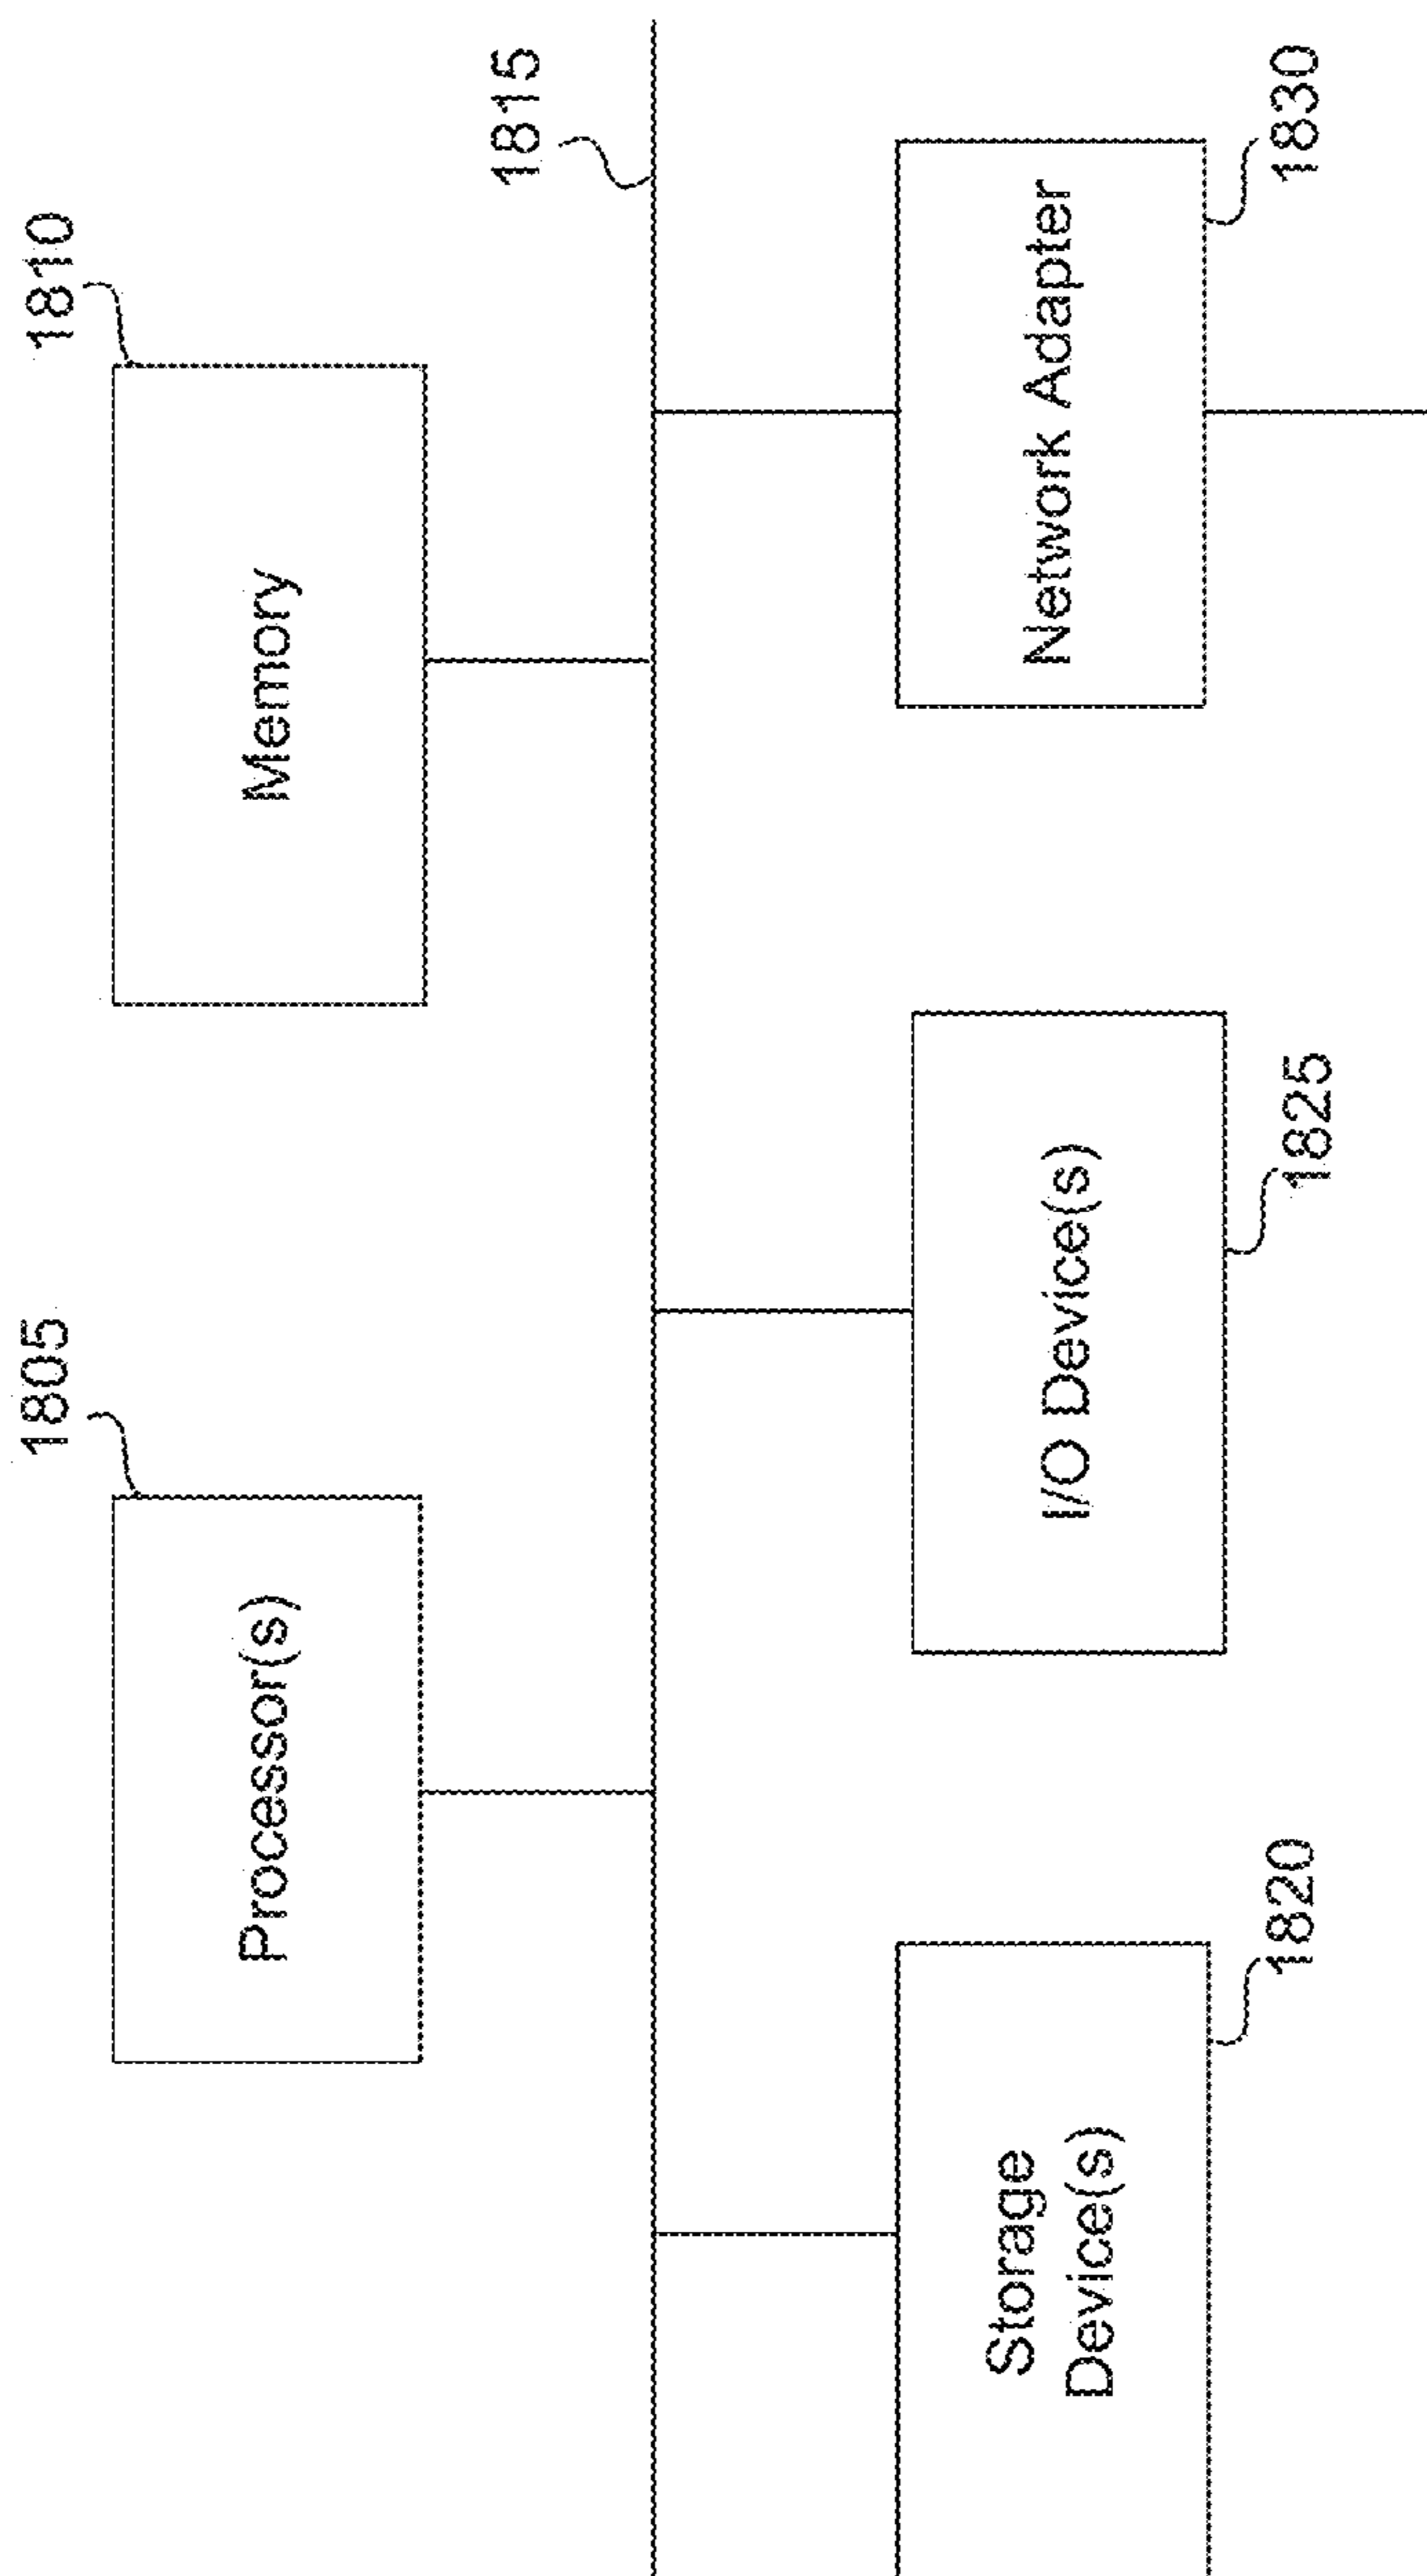 1805
Processor(s)
1810
Memory
1815
Storage
Device(s)
1820
I/O Device(s)
1825
Network Adapter
1830